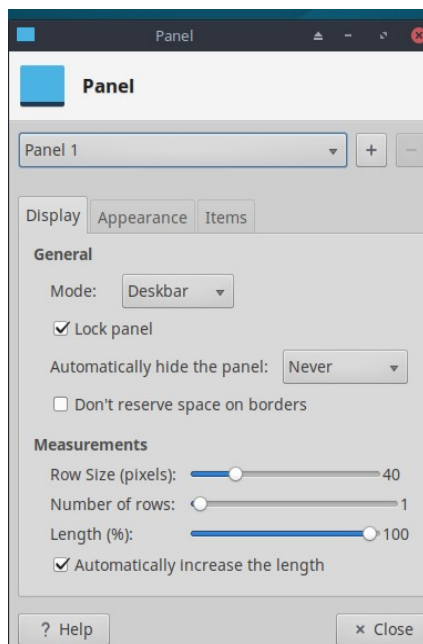 Panel
Panel
Panel 1
Display Appearance Items
General
Mode: Deskbar
Lock panel
Automatically hide the panel: Never
Don't reserve space on borders
Measurements
Row Size (pixels): 40
Number of rows: 1
Length (%): 100
Automatically increase the length
? Help × Close